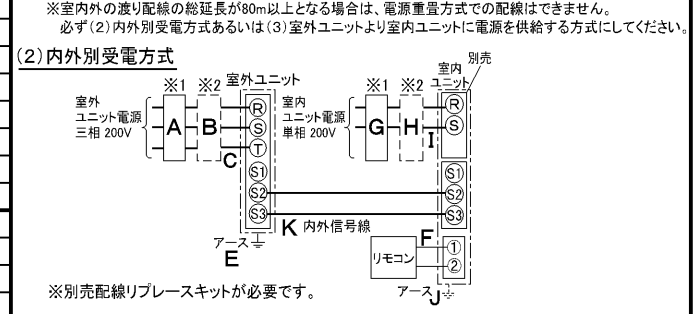 ※室内外の渡り配線の総延長が80m以上となる場合は、電源重畳方式での配線はできません。
必ず(2)内外別受電方式あるいは(3)室外ユニットより室内ユニットに電源を供給する方式にしてください。
(2)内外別受電方式
別売
※1 ※2 室外ユニット
※1 ※2 室内ユニット
室外
ユニット電源
三相 200V
A B R S T
C
S1
S2
S3
室内
ユニット電源
単相 200V
G H R S
I
S1
S2
S3
K 内外信号線
アース
E
リモコン
F
①
②
アース J
※別売配線リプレースキットが必要です。